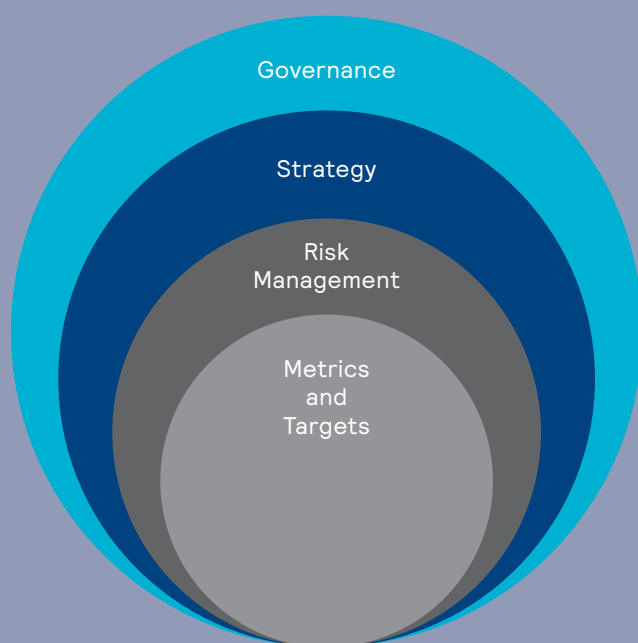 Governance
Strategy
Risk
Management
Metrics
and
Targets